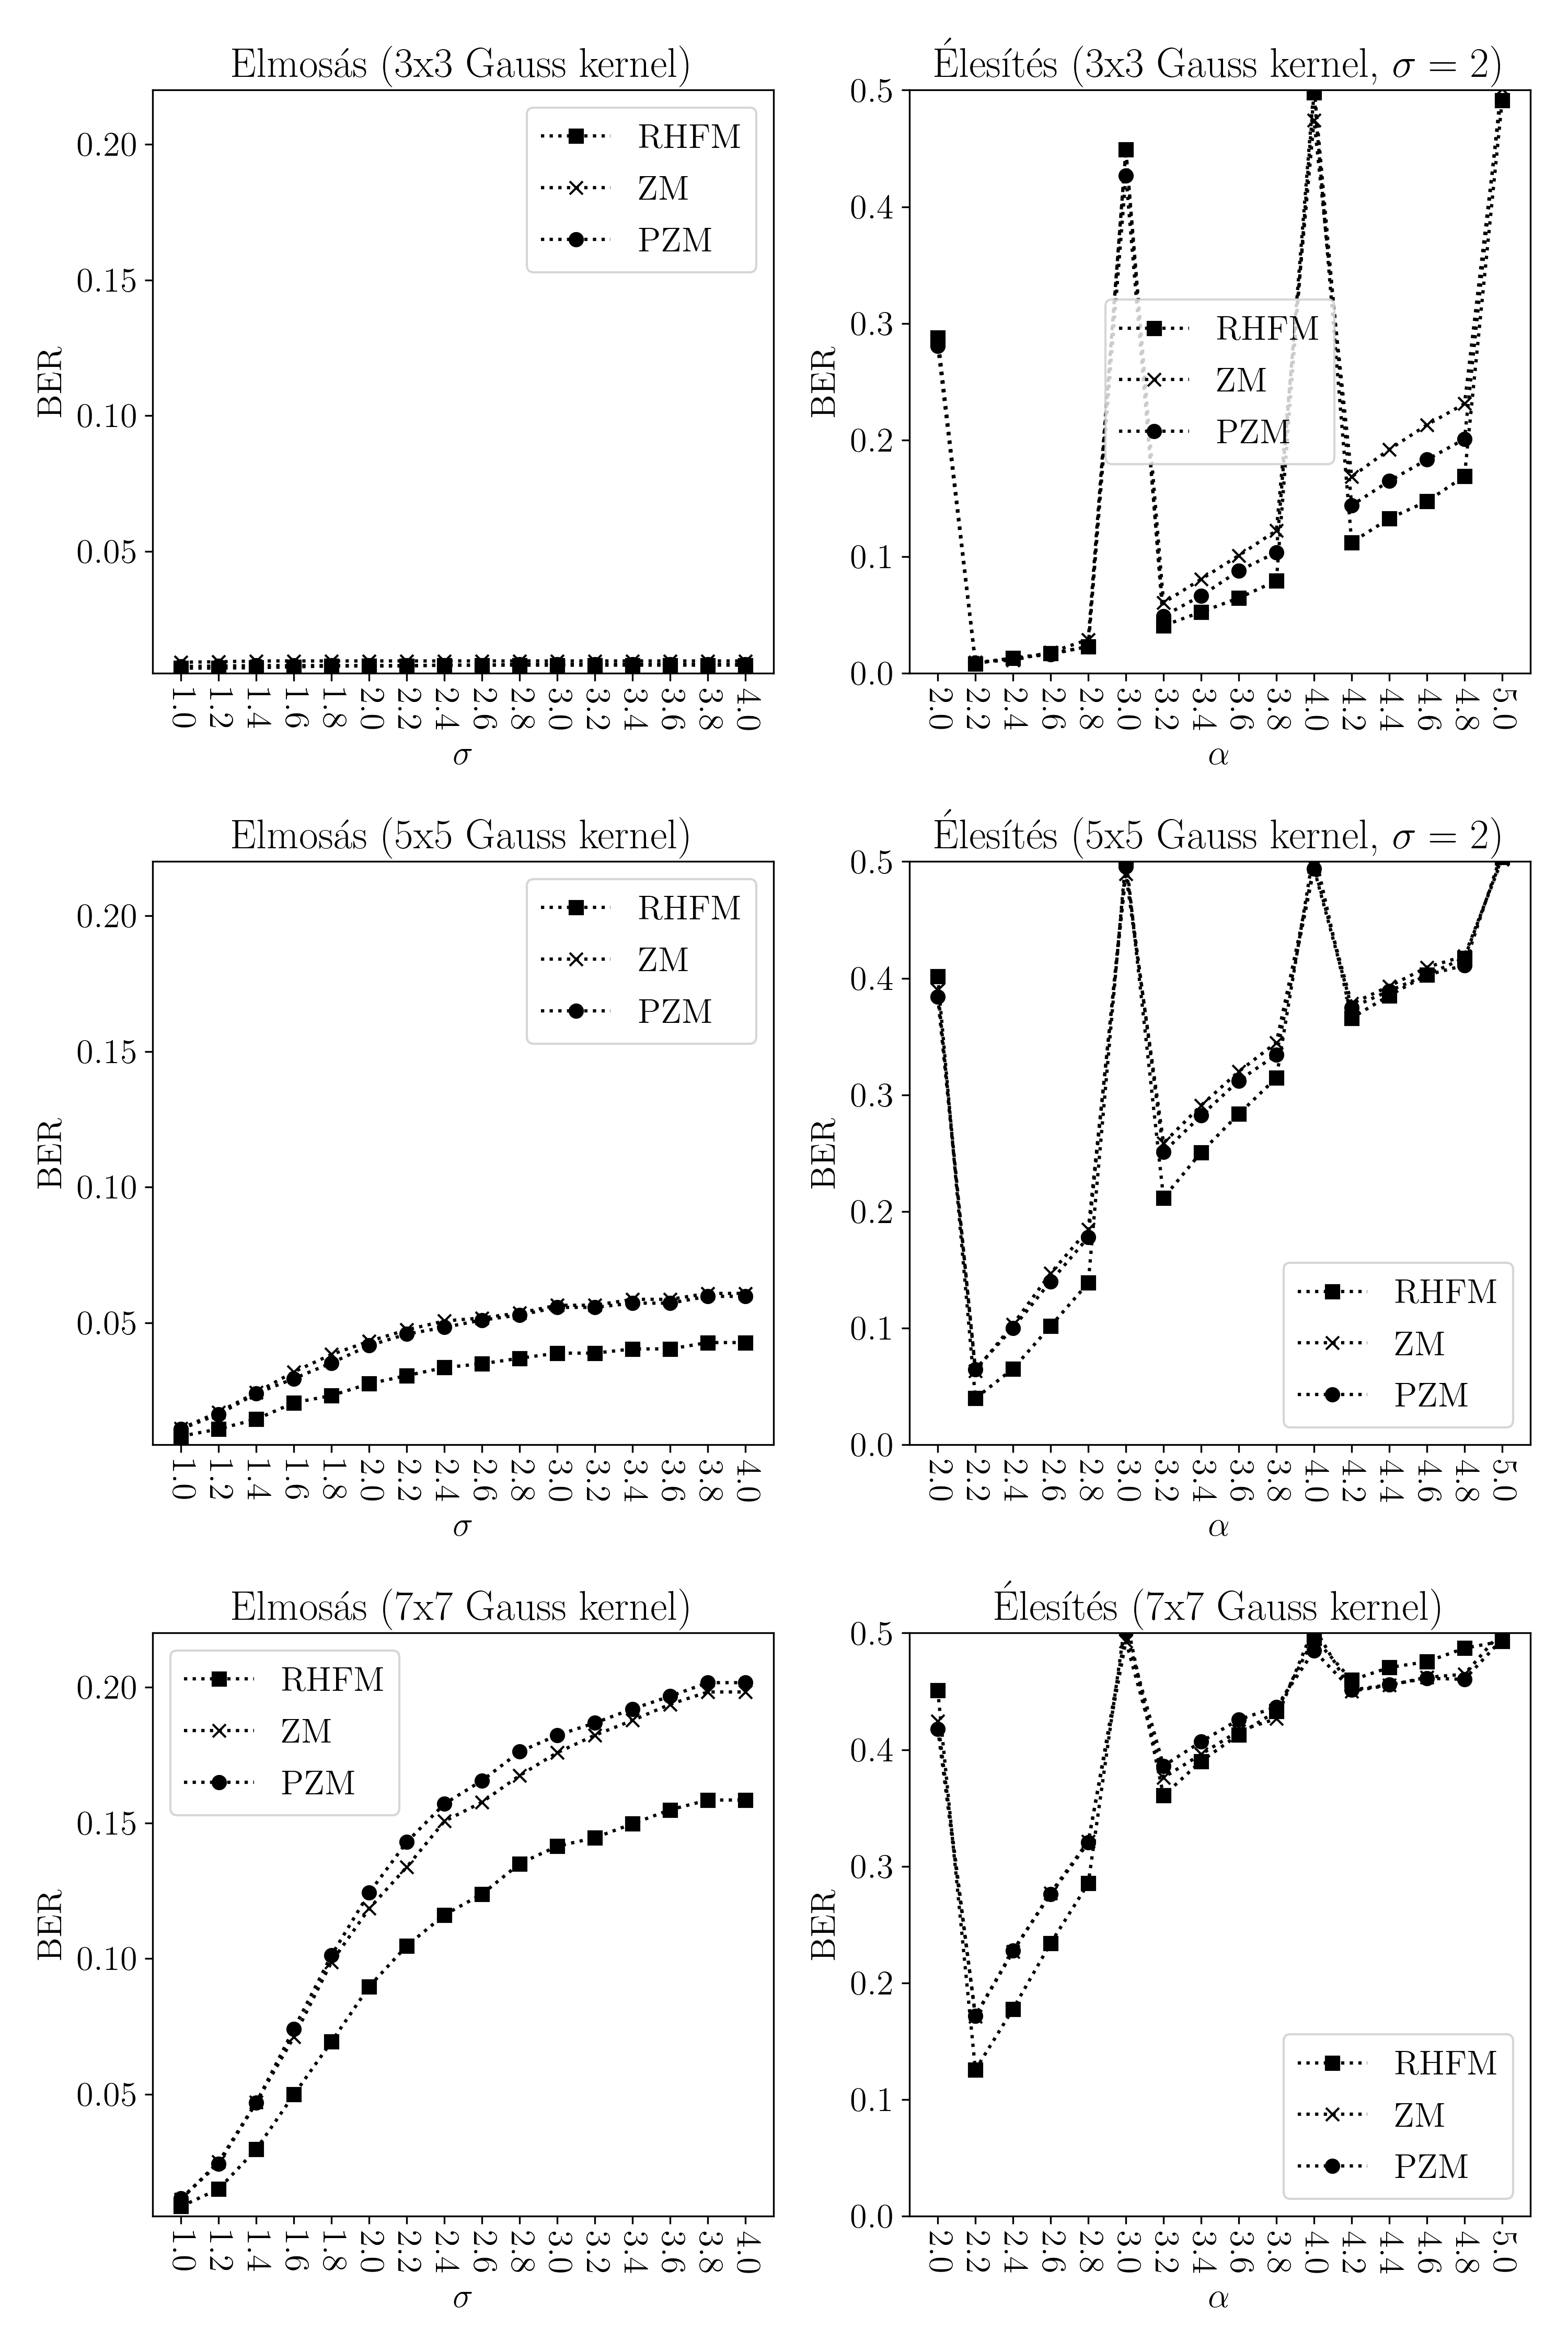 Elmosás (3x3 Gauss kernel)
BER
0.20
0.15
0.10
0.05
RHFM
ZM
PZM
1.0 1.2 1.4 1.6 1.8 2.0 2.2 2.4 2.6 2.8 3.0 3.2 3.4 3.6 3.8 4.0
σ
Élesítés (3x3 Gauss kernel, σ = 2)
BER
0.5
0.4
0.3
0.2
0.1
0.0
RHFM
ZM
PZM
2.0 2.2 2.4 2.6 2.8 3.0 3.2 3.4 3.6 3.8 4.0 4.2 4.4 4.6 4.8 5.0
α
Elmosás (5x5 Gauss kernel)
BER
0.20
0.15
0.10
0.05
RHFM
ZM
PZM
1.0 1.2 1.4 1.6 1.8 2.0 2.2 2.4 2.6 2.8 3.0 3.2 3.4 3.6 3.8 4.0
σ
Élesítés (5x5 Gauss kernel, σ = 2)
BER
0.5
0.4
0.3
0.2
0.1
0.0
RHFM
ZM
PZM
2.0 2.2 2.4 2.6 2.8 3.0 3.2 3.4 3.6 3.8 4.0 4.2 4.4 4.6 4.8 5.0
α
Elmosás (7x7 Gauss kernel)
BER
0.20
0.15
0.10
0.05
RHFM
ZM
PZM
1.0 1.2 1.4 1.6 1.8 2.0 2.2 2.4 2.6 2.8 3.0 3.2 3.4 3.6 3.8 4.0
σ
Élesítés (7x7 Gauss kernel)
BER
0.5
0.4
0.3
0.2
0.1
0.0
RHFM
ZM
PZM
2.0 2.2 2.4 2.6 2.8 3.0 3.2 3.4 3.6 3.8 4.0 4.2 4.4 4.6 4.8 5.0
α